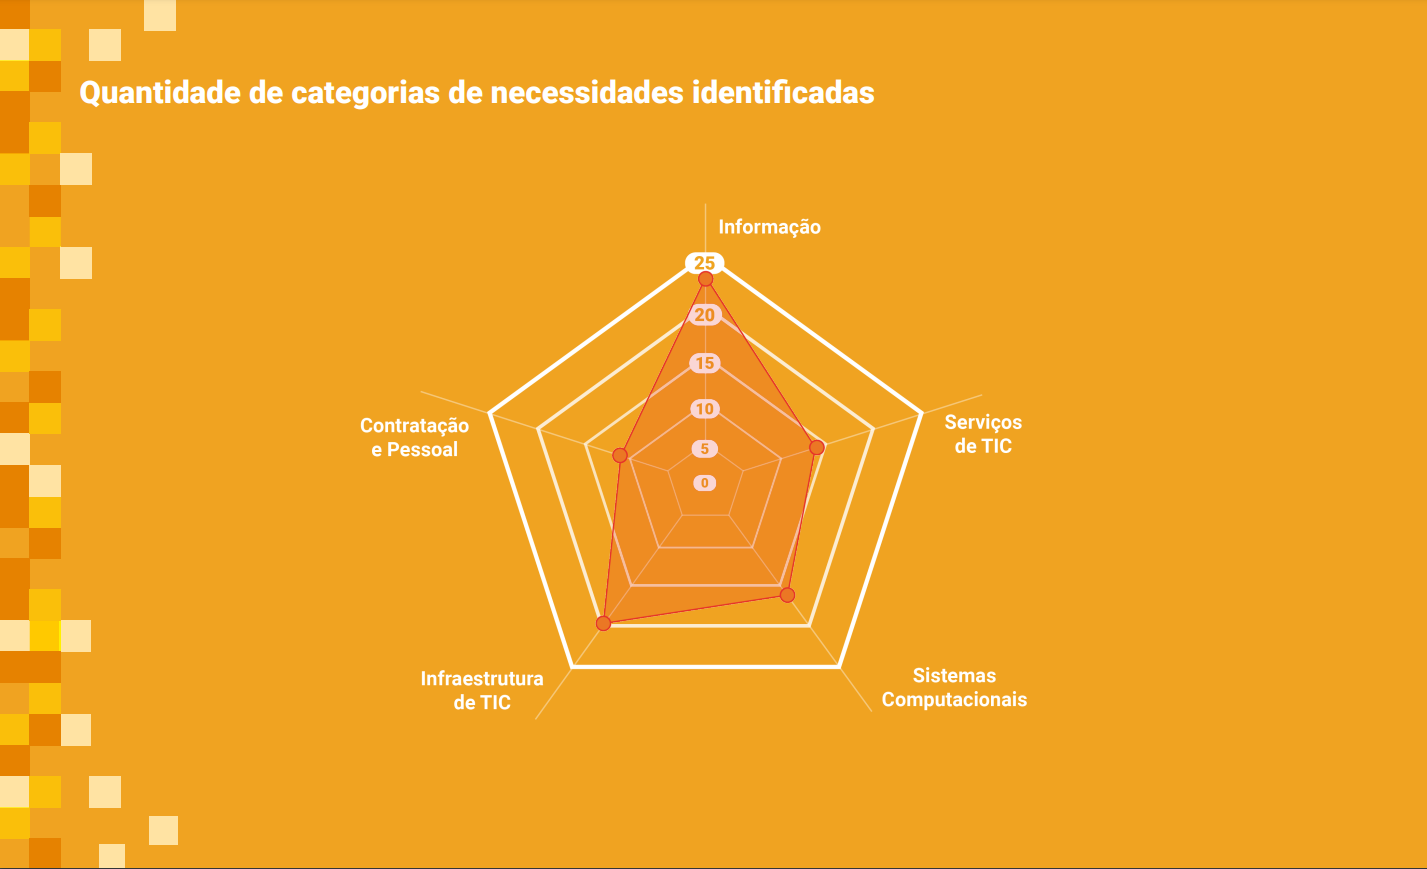 Quantidade de categorias de necessidades identificadas
Informação
25
20
15
10
5
0
Contratação
e Pessoal
Serviços
de TIC
Infraestrutura
de TIC
Sistemas
Computacionais